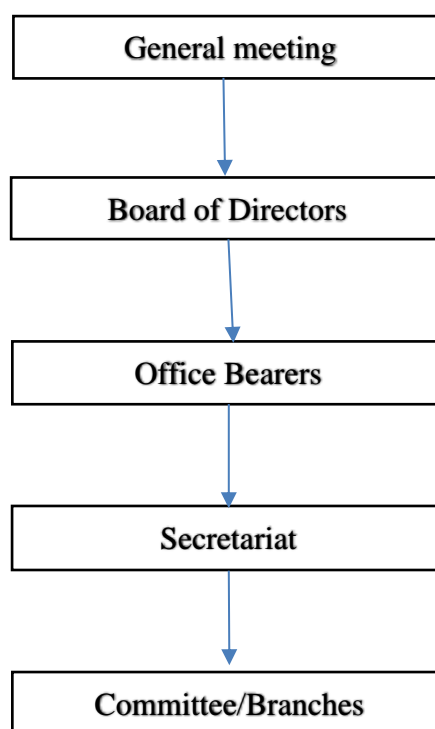 General meeting
Board of Directors
Office Bearers
Secretariat
Committee/Branches